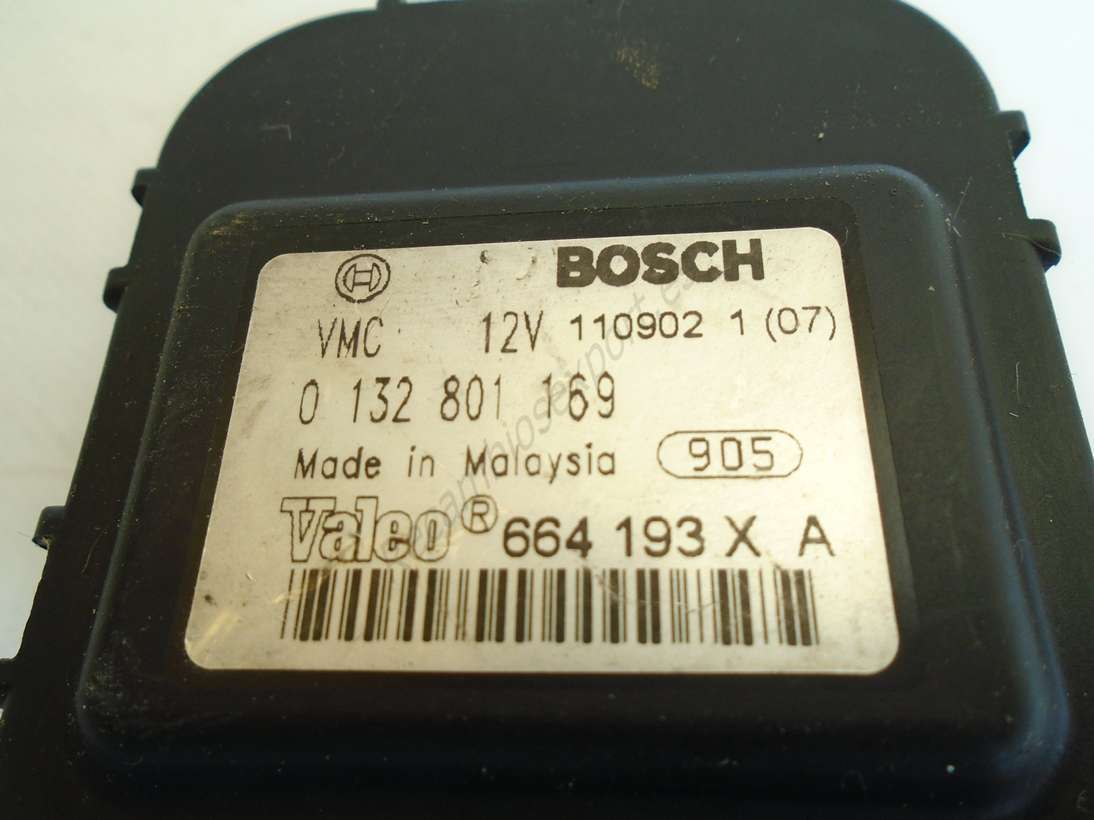 BOSCH
VMC 12V 110902 1 (07)
0 132 801 169
Made in Malaysia 905
Valeo® 664 193 X A